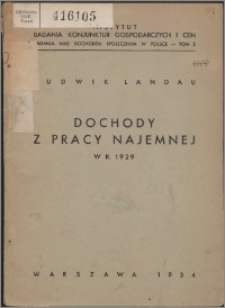 416105
INSTYTUT
BADANIA KONJUNKTUR GOSPODARCZYCH I CEN
BADANIA NAD DOCHODEM SPOŁECZNYM W POLSCE — TOM 2
LUDWIK LANDAU
DOCHODY
Z PRACY NAJEMNEJ
W R. 1929
WARSZAWA 1934